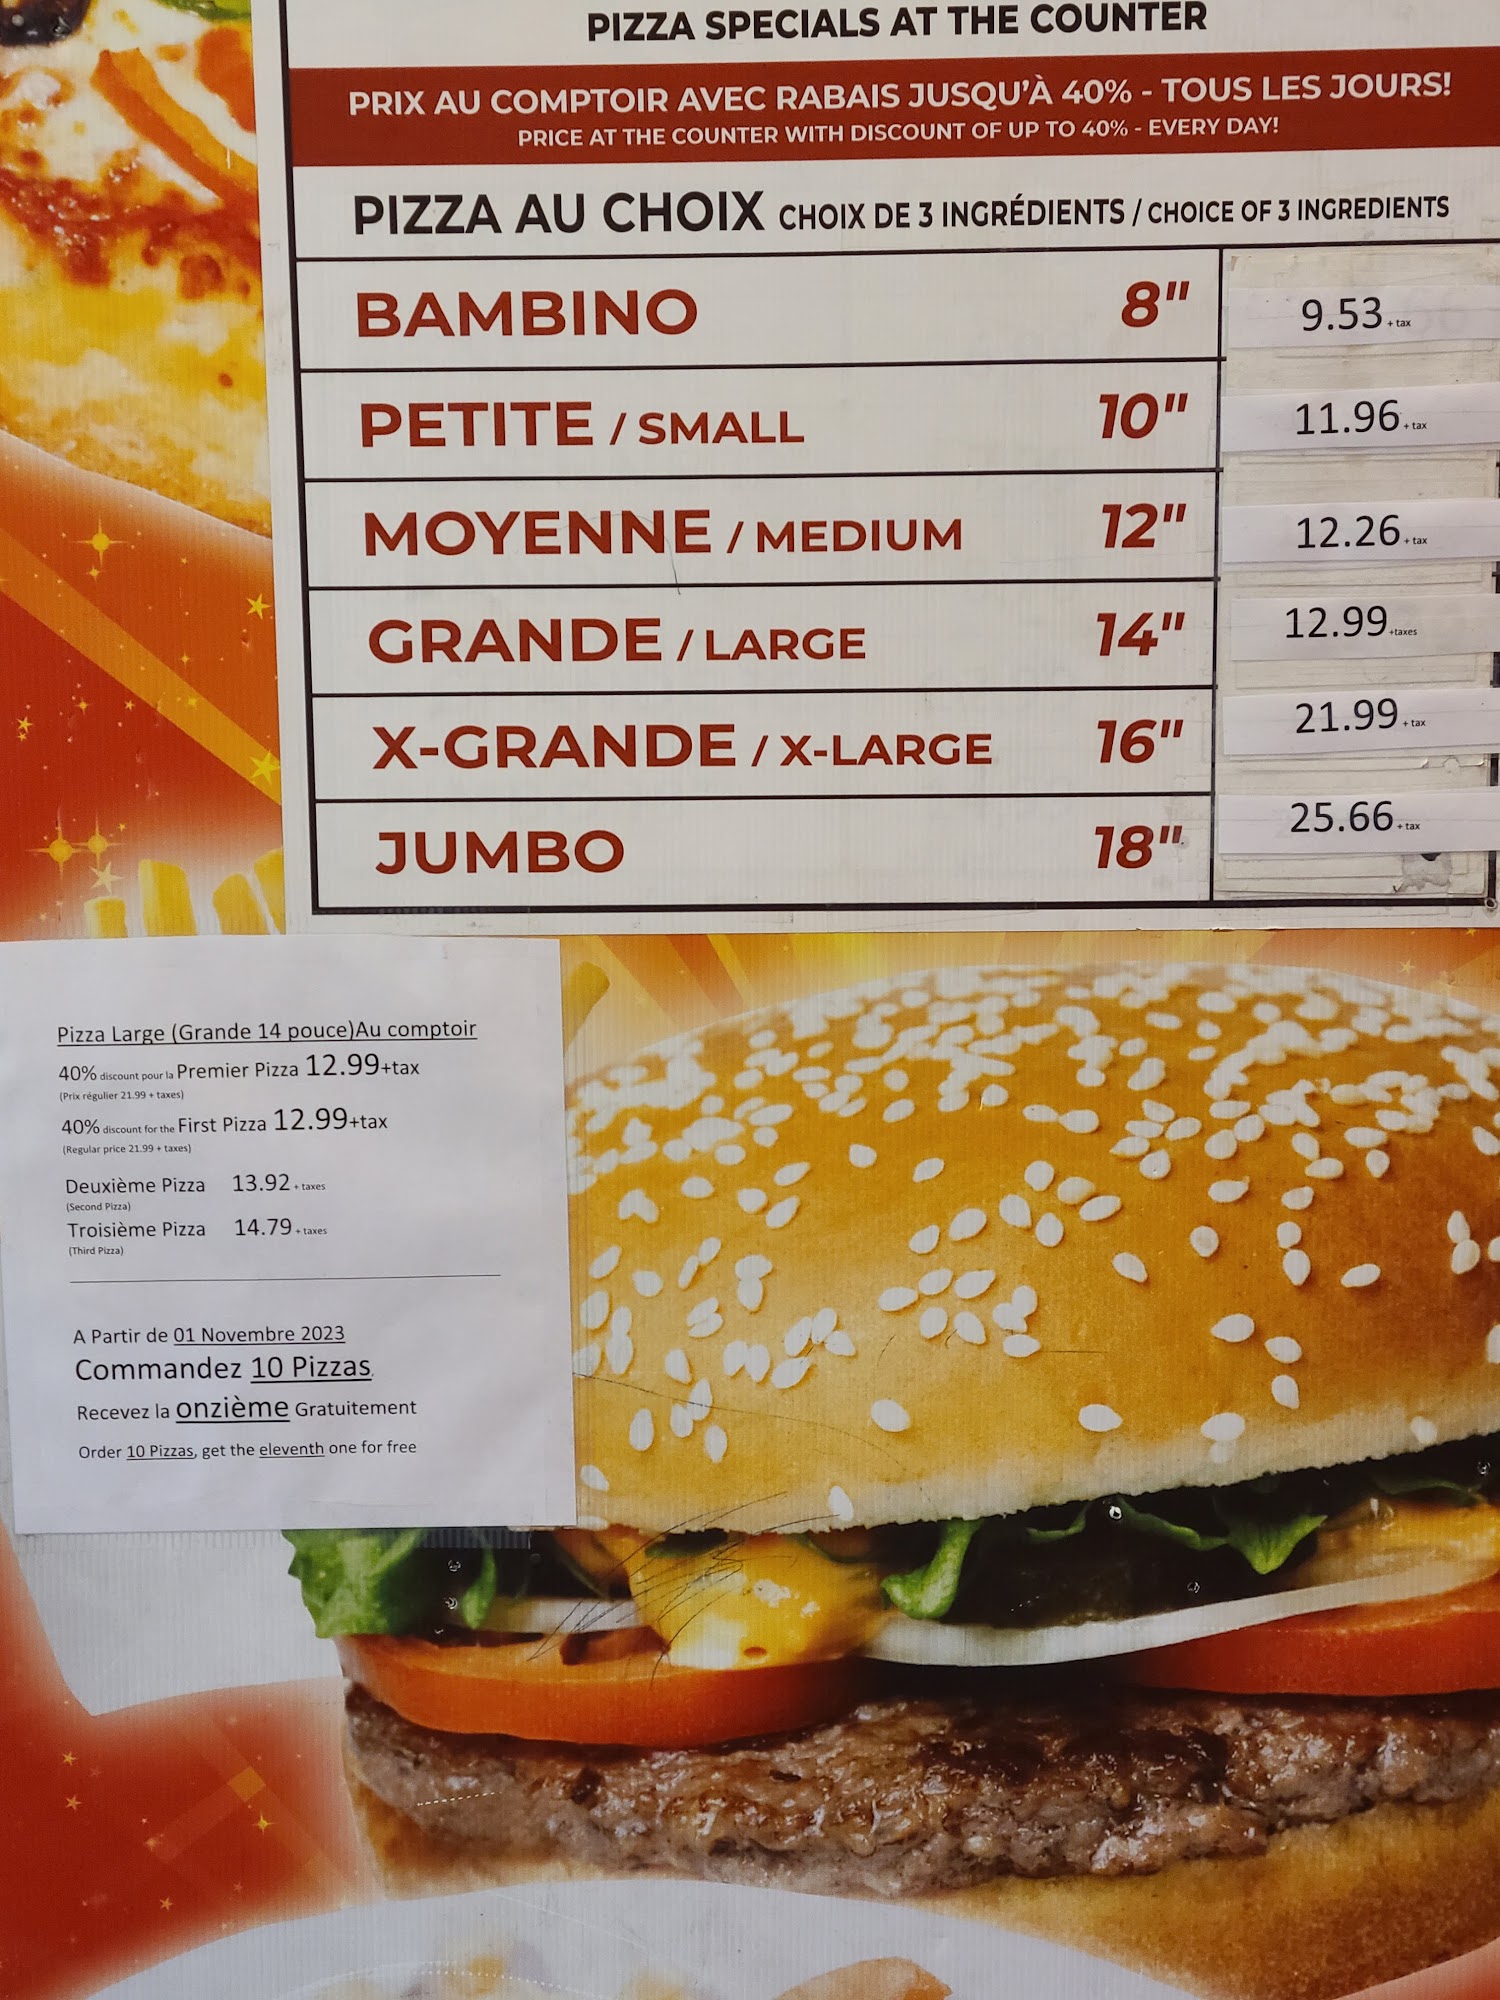 PIZZA SPECIALS AT THE COUNTER
PRIX AU COMPTOIR AVEC RABAIS JUSQU'À 40% - TOUS LES JOURS!
PRICE AT THE COUNTER WITH DISCOUNT OF UP TO 40% - EVERY DAY!
PIZZA AU CHOIX CHOIX DE 3 INGRÉDIENTS / CHOICE OF 3 INGREDIENTS
BAMBINO 8" 9.53 + tax
PETITE / SMALL 10" 11.96 + tax
MOYENNE / MEDIUM 12" 12.26 + tax
GRANDE / LARGE 14" 12.99 +taxes
X-GRANDE / X-LARGE 16" 21.99 + tax
JUMBO 18" 25.66 + tax
Pizza Large (Grande 14 pouce)Au comptoir
40% discount pour la Premier Pizza 12.99+tax
(Prix régulier 21.99 + taxes)
40% discount for the First Pizza 12.99+tax
(Regular price 21.99 + taxes)
Deuxième Pizza 13.92 + taxes
(Second Pizza)
Troisième Pizza 14.79 + taxes
(Third Pizza)
A Partir de 01 Novembre 2023
Commandez 10 Pizzas,
Recevez la onzième Gratuitement
Order 10 Pizzas, get the eleventh one for free